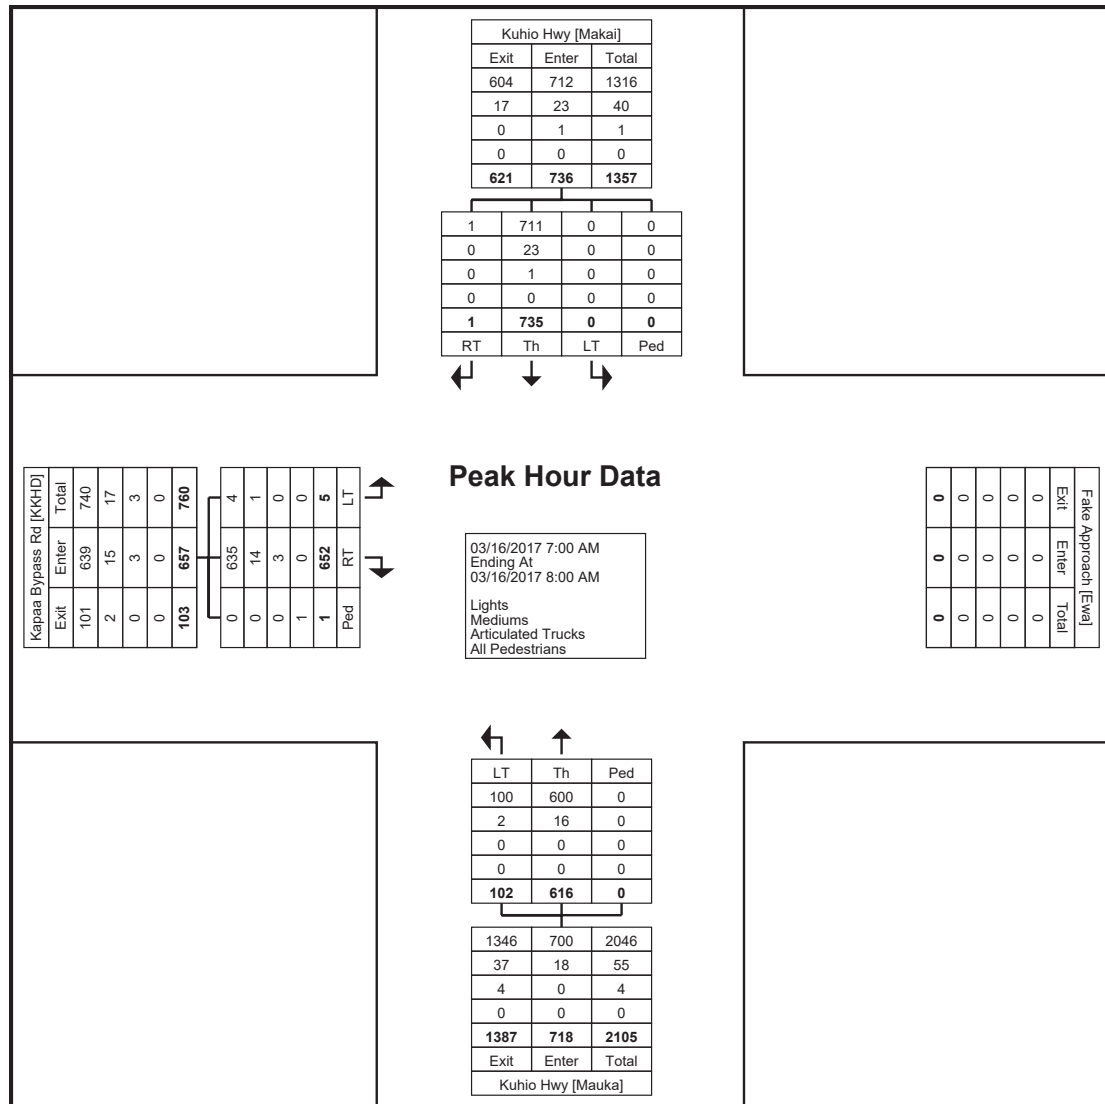 Kuhio Hwy [Makai]
Exit Enter Total
604 712 1316
17 23 40
0 1 1
0 0 0
621 736 1357
1 711 0 0
0 23 0 0
0 1 0 0
0 0 0 0
1 735 0 0
RT Th LT Ped
Kapaa Bypass Rd [KKHD]
Exit Enter Total
101 639 740
2 15 17
0 3 3
0 0 0
103 657 760
0 635 4
0 14 1
0 3 0
1 0 0
1 652 5
Ped RT LT
Peak Hour Data
03/16/2017 7:00 AM
Ending At
03/16/2017 8:00 AM
Lights
Mediums
Articulated Trucks
All Pedestrians
Fake Approach [Ewa]
Exit Enter Total
0 0 0
0 0 0
0 0 0
0 0 0
0 0 0
LT Th Ped
100 600 0
2 16 0
0 0 0
0 0 0
102 616 0
1346 700 2046
37 18 55
4 0 4
0 0 0
1387 718 2105
Exit Enter Total
Kuhio Hwy [Mauka]